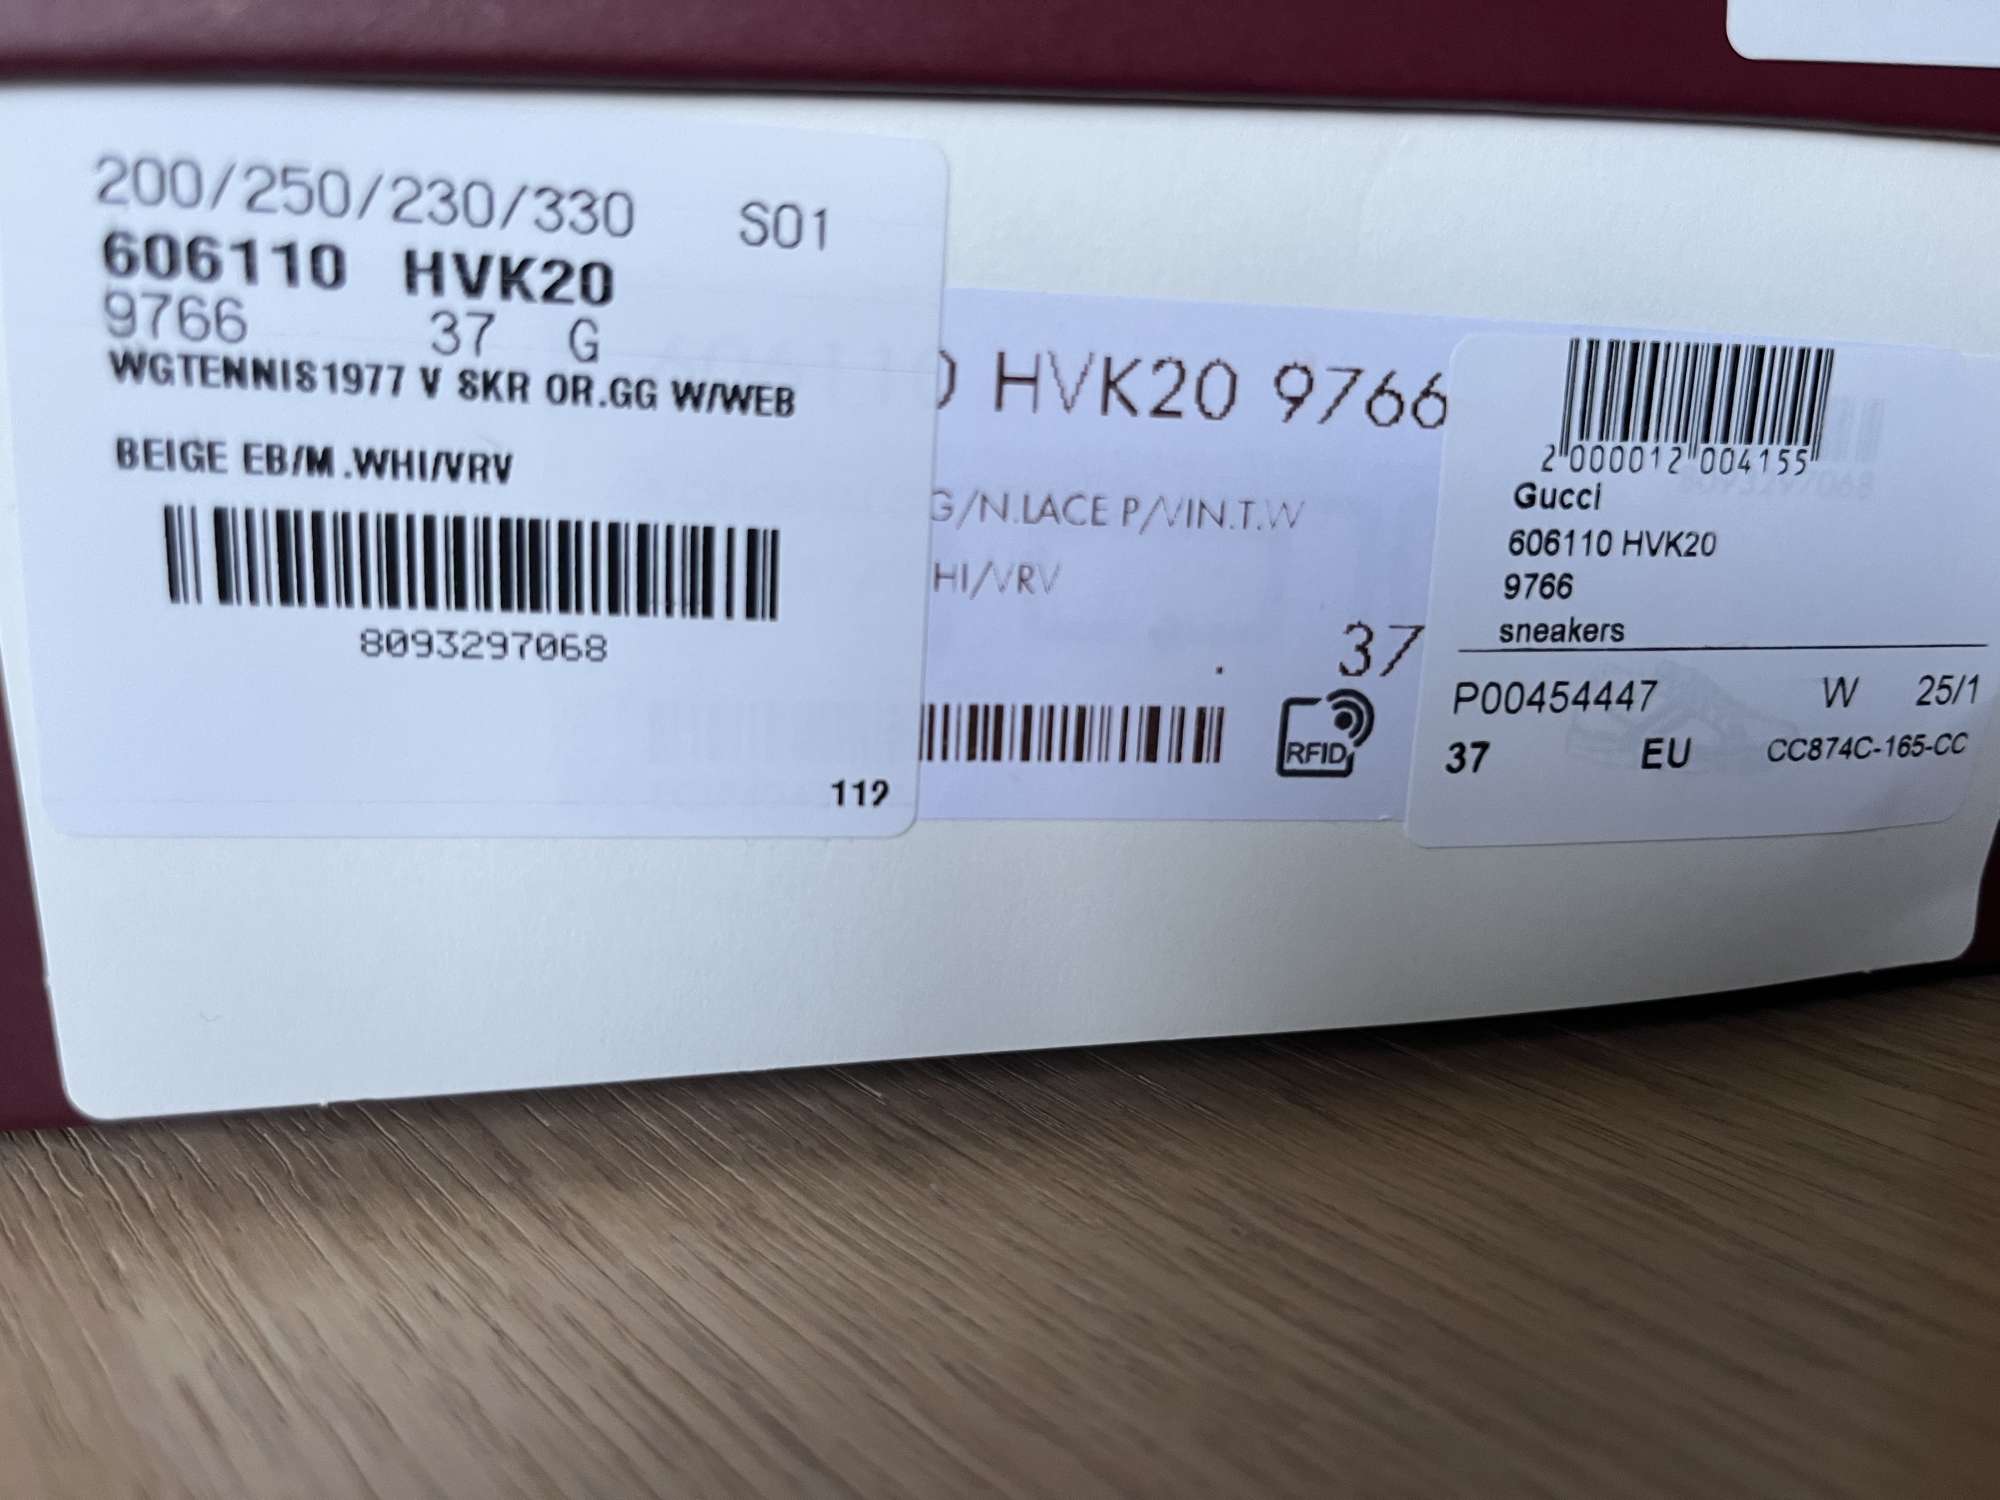 200/250/230/330 S01
606110 HVK20
9766 37 G
WGTENNIS1977 V SKR OR.GG W/WEB
BEIGE EB/M.WHI/VRV
8093297068
112
HVK20 9766
G/N.LACE P/VIN.T.W
HI/VRV
. 37
RFID
2 000012 004155
Gucci
606110 HVK20
9766
sneakers
P00454447 W 25/1
37 EU CC874C-165-CC